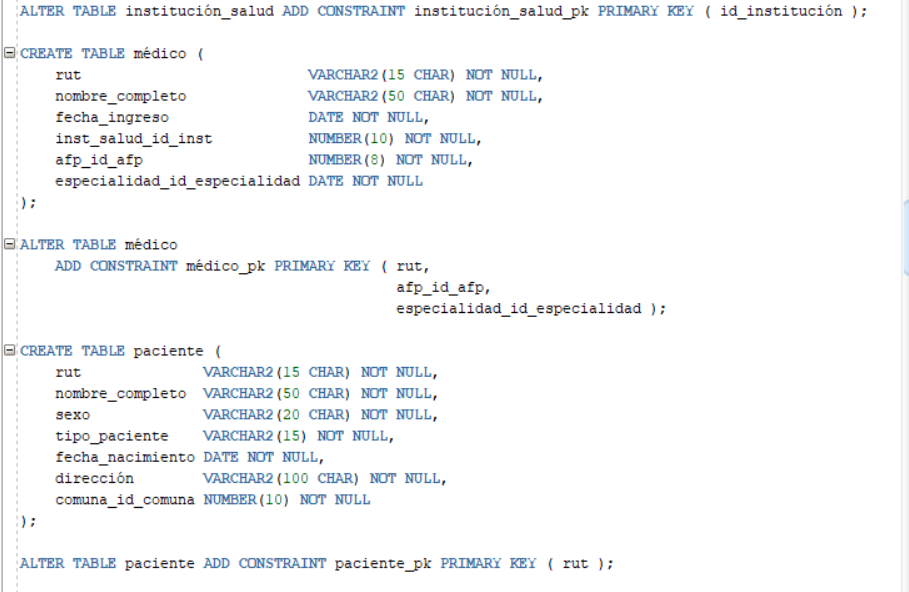 ALTER TABLE institución_salud ADD CONSTRAINT institución_salud_pk PRIMARY KEY ( id_institución );
CREATE TABLE médico (
rut VARCHAR2(15 CHAR) NOT NULL,
nombre_completo VARCHAR2(50 CHAR) NOT NULL,
fecha_ingreso DATE NOT NULL,
inst_salud_id_inst NUMBER(10) NOT NULL,
afp_id_afp NUMBER(8) NOT NULL,
especialidad_id_especialidad DATE NOT NULL
);
ALTER TABLE médico
ADD CONSTRAINT médico_pk PRIMARY KEY ( rut,
afp_id_afp,
especialidad_id_especialidad );
CREATE TABLE paciente (
rut VARCHAR2(15 CHAR) NOT NULL,
nombre_completo VARCHAR2(50 CHAR) NOT NULL,
sexo VARCHAR2(20 CHAR) NOT NULL,
tipo_paciente VARCHAR2(15) NOT NULL,
fecha_nacimiento DATE NOT NULL,
dirección VARCHAR2(100 CHAR) NOT NULL,
comuna_id_comuna NUMBER(10) NOT NULL
);
ALTER TABLE paciente ADD CONSTRAINT paciente_pk PRIMARY KEY ( rut );